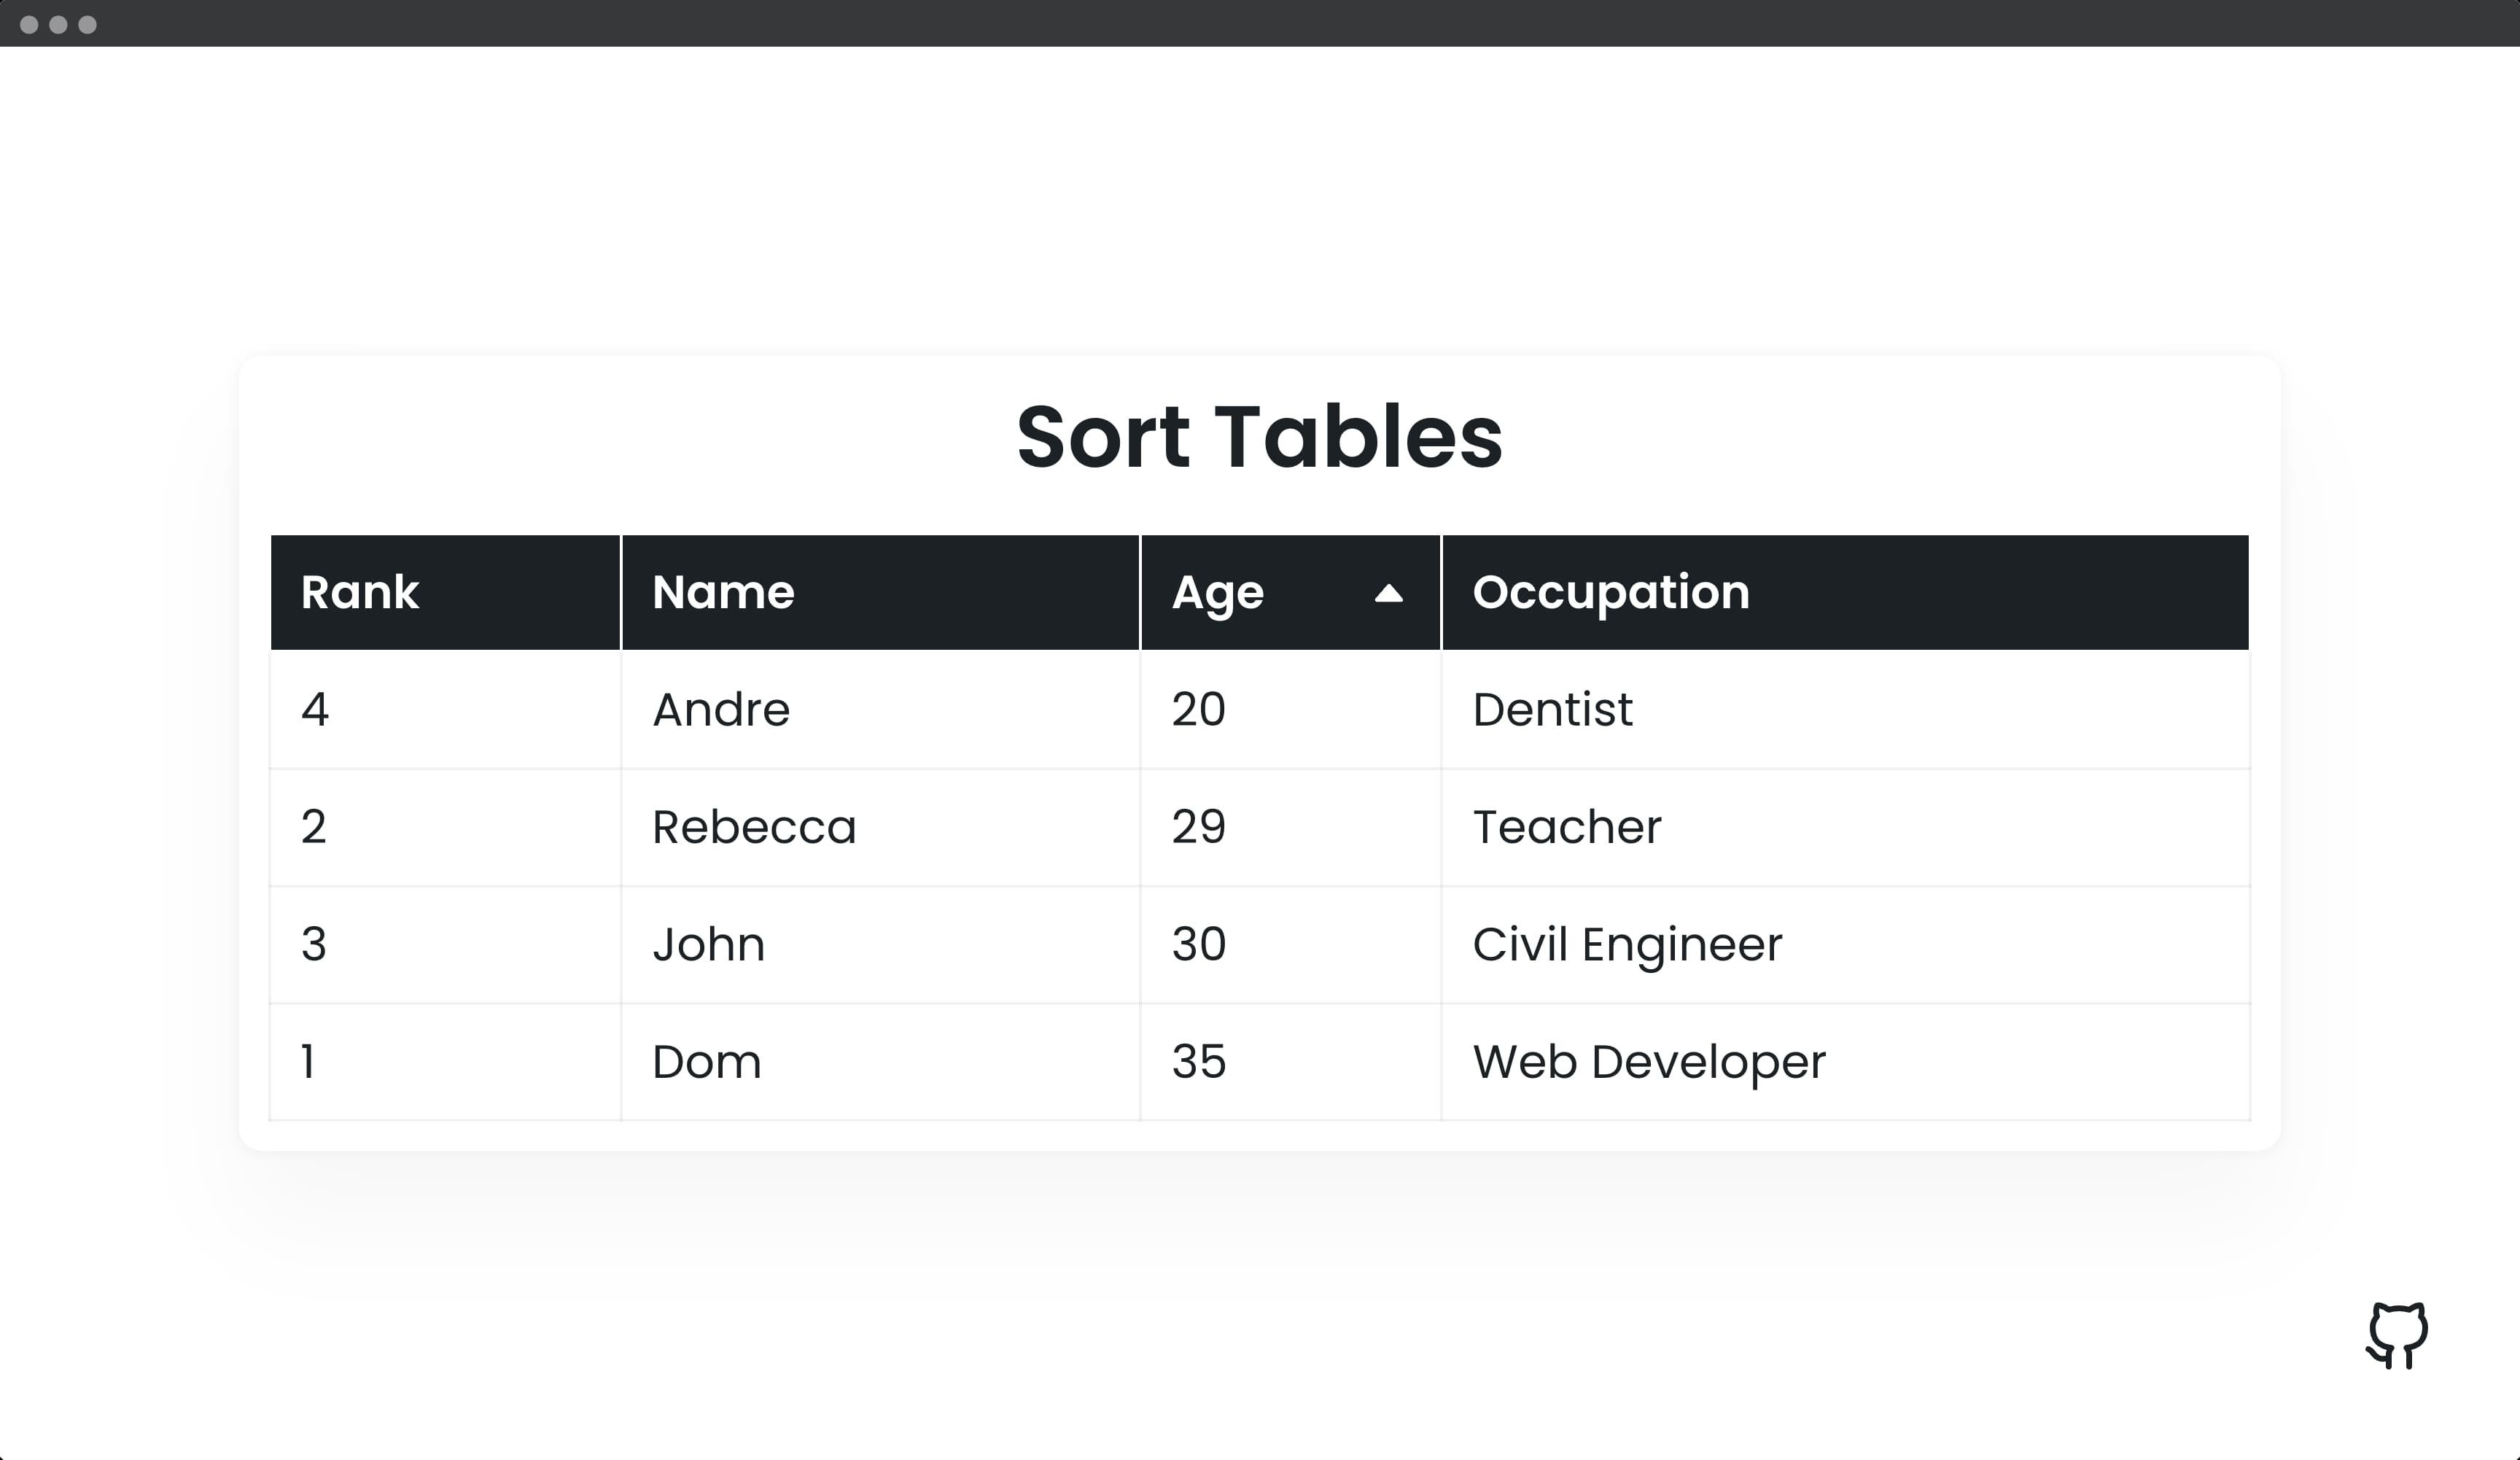 Sort Tables
Rank Name Age Occupation
4 Andre 20 Dentist
2 Rebecca 29 Teacher
3 John 30 Civil Engineer
1 Dom 35 Web Developer